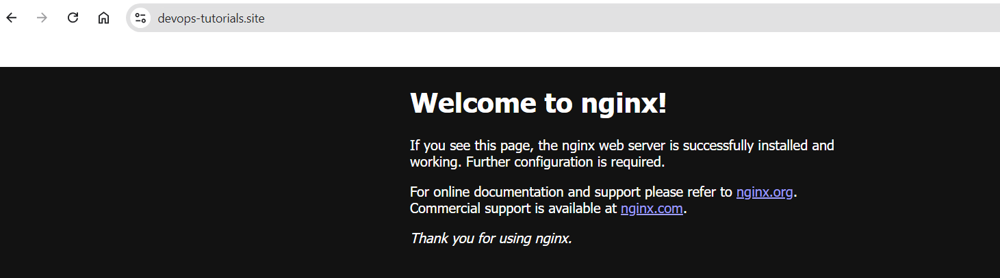 devops-tutorials.site
Welcome to nginx!
If you see this page, the nginx web server is successfully installed and
working. Further configuration is required.
For online documentation and support please refer to nginx.org.
Commercial support is available at nginx.com.
Thank you for using nginx.